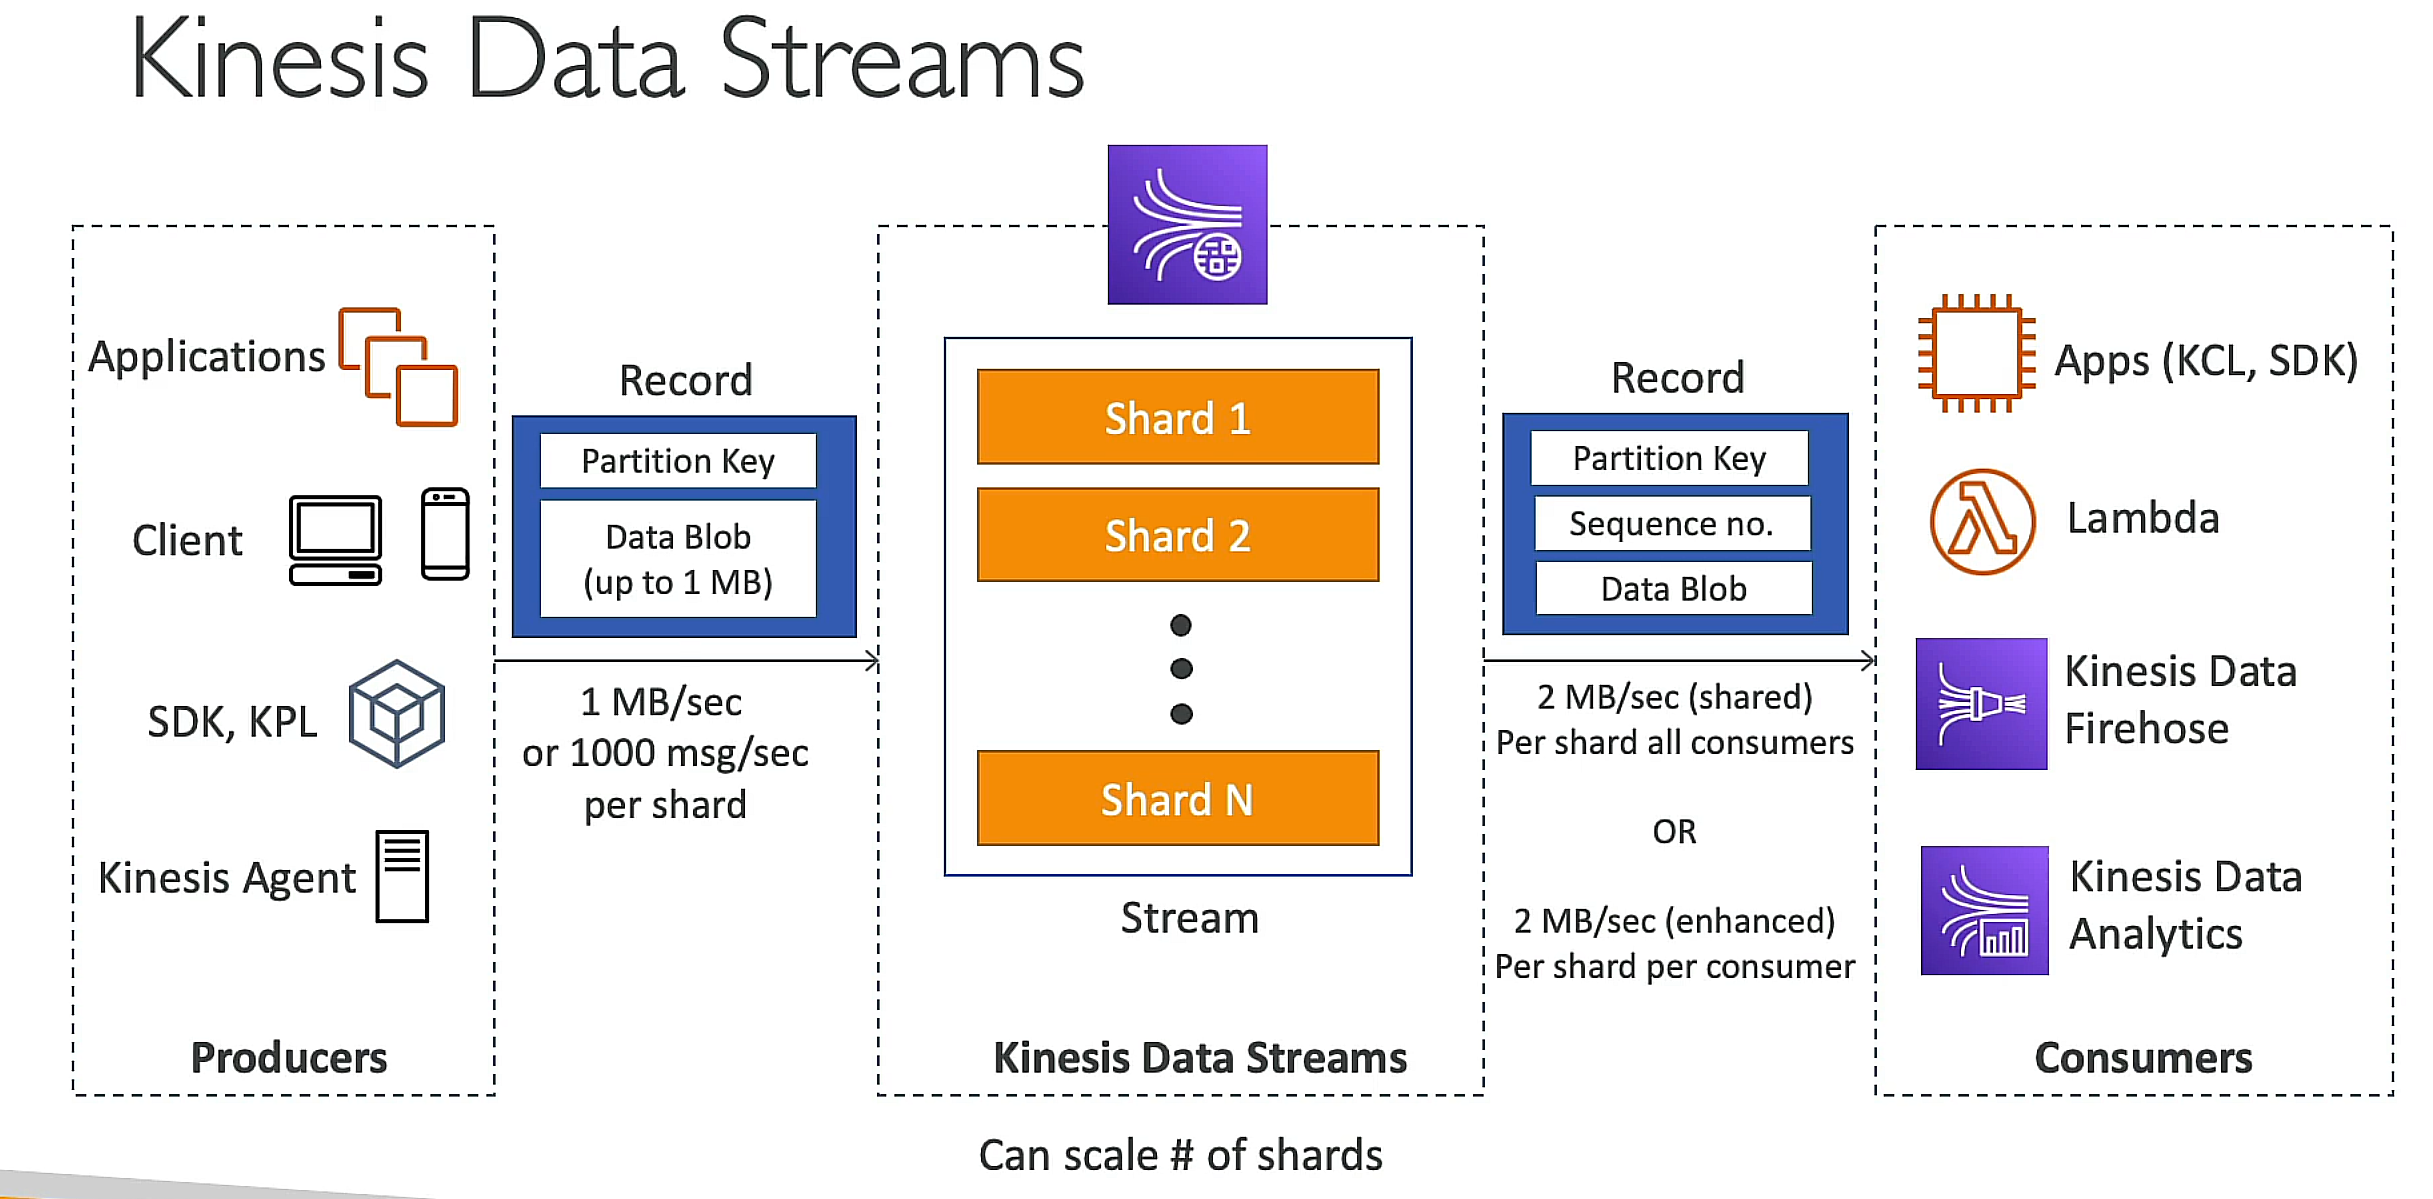 Kinesis Data Streams
Applications
Client
SDK, KPL
Kinesis Agent
Producers
Record
Partition Key
Data Blob
(up to 1 MB)
1 MB/sec
or 1000 msg/sec
per shard
Shard 1
Shard 2
Shard N
Stream
Kinesis Data Streams
Can scale # of shards
Record
Partition Key
Sequence no.
Data Blob
2 MB/sec (shared)
Per shard all consumers
OR
2 MB/sec (enhanced)
Per shard per consumer
Apps (KCL, SDK)
Lambda
Kinesis Data
Firehose
Kinesis Data
Analytics
Consumers